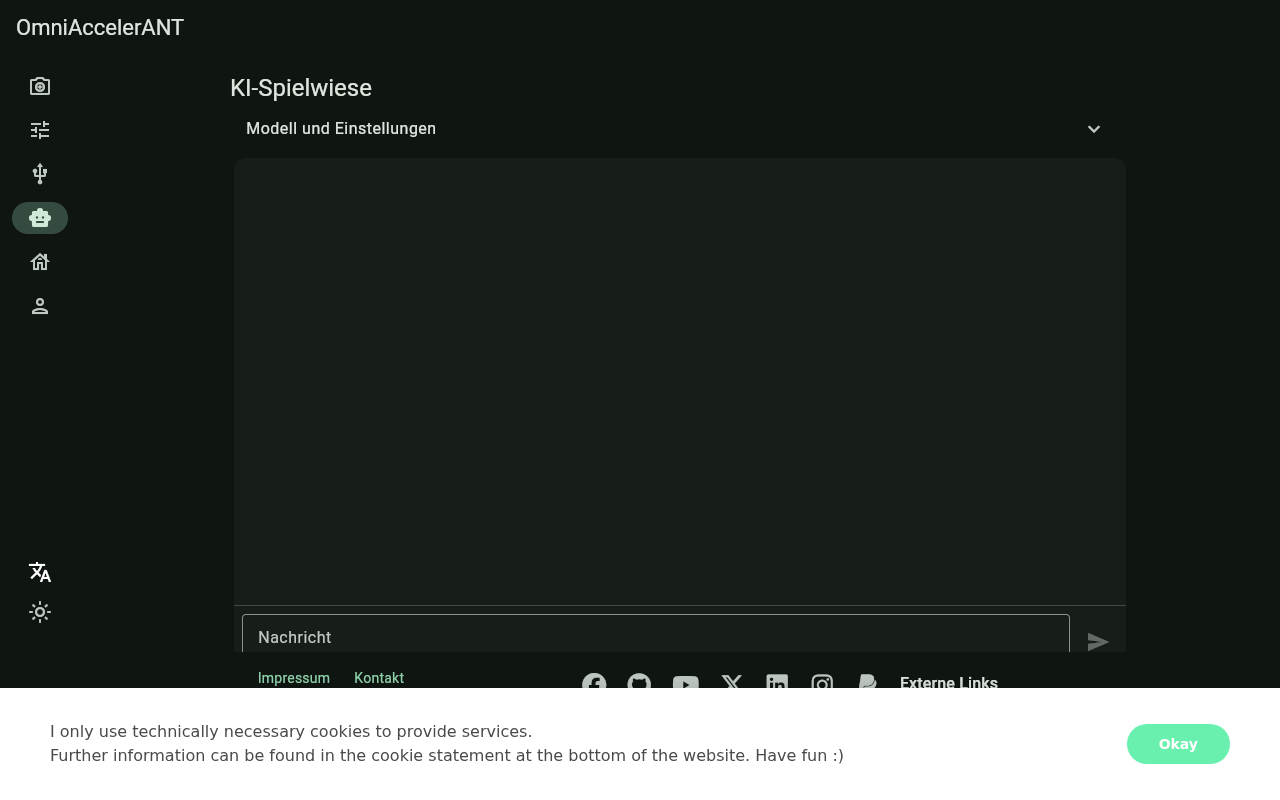 OmniAccelerANT
KI-Spielwiese
Modell und Einstellungen
Nachricht
Impressum Kontakt
Externe Links
I only use technically necessary cookies to provide services.
Further information can be found in the cookie statement at the bottom of the website. Have fun :)
Okay